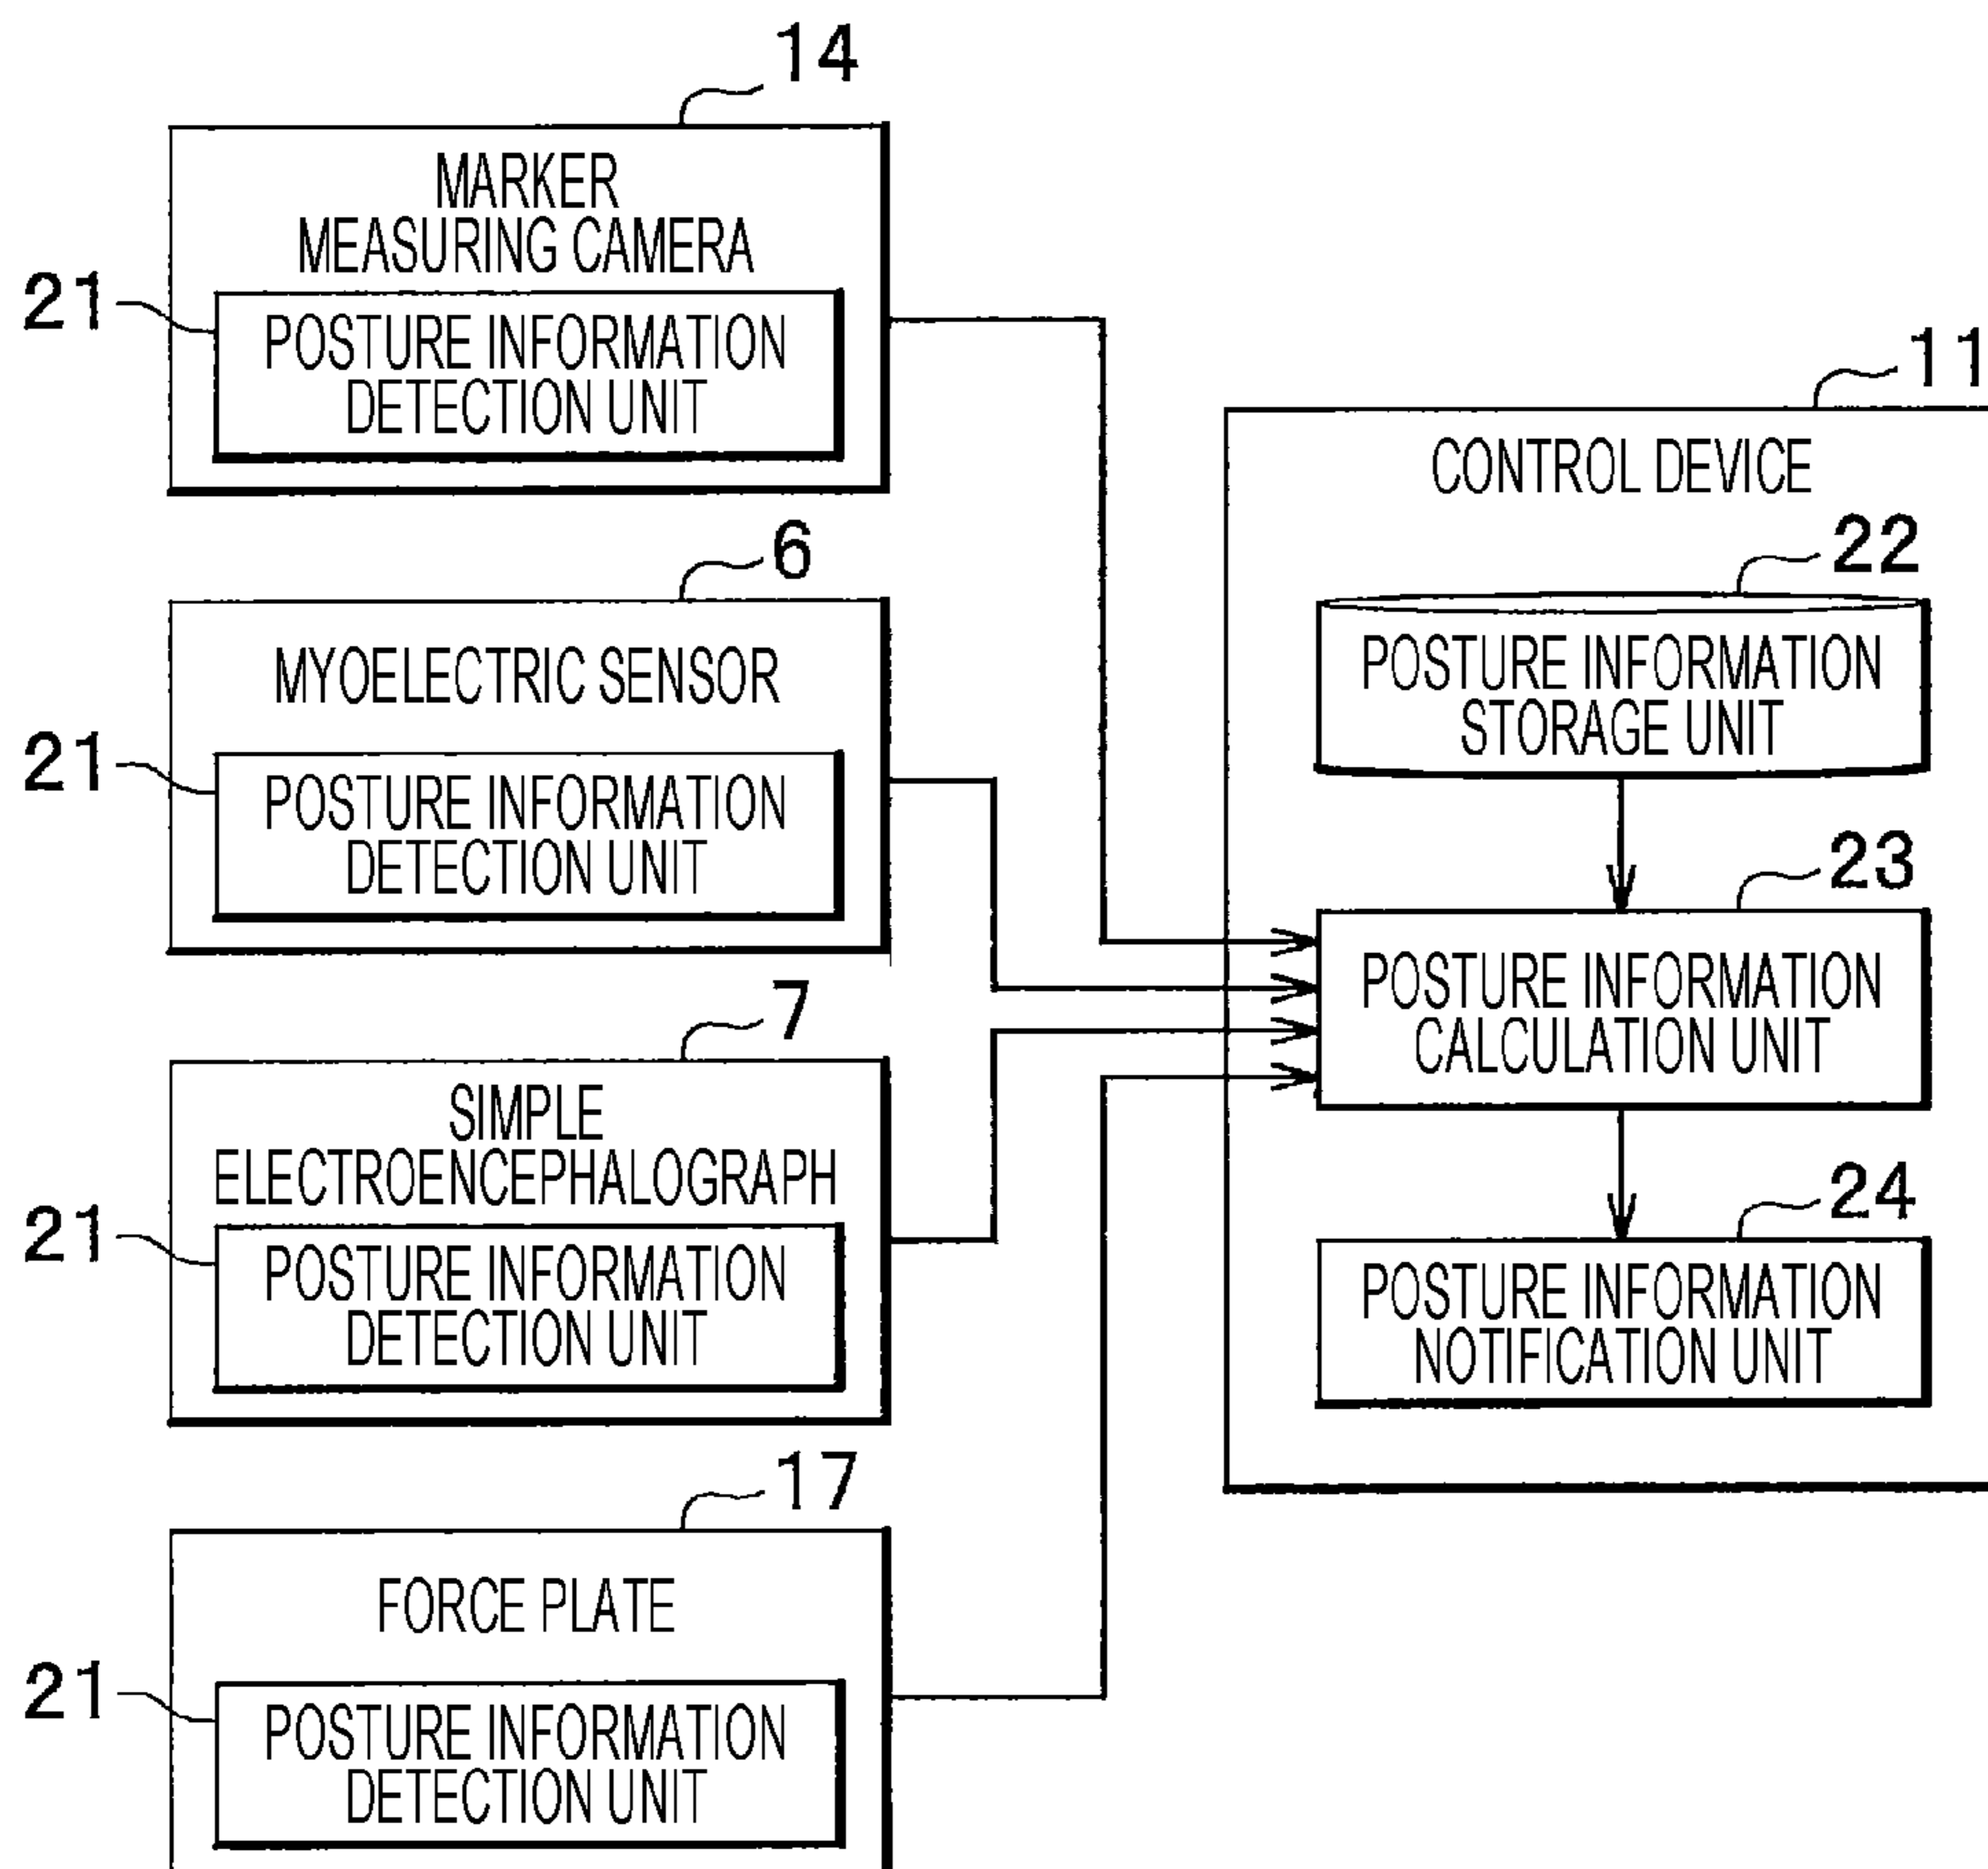 14
MARKER
MEASURING CAMERA
21
POSTURE INFORMATION
DETECTION UNIT
6
MYOELECTRIC SENSOR
21
POSTURE INFORMATION
DETECTION UNIT
7
SIMPLE
ELECTROENCEPHALOGRAPH
21
POSTURE INFORMATION
DETECTION UNIT
17
FORCE PLATE
21
POSTURE INFORMATION
DETECTION UNIT
11
CONTROL DEVICE
22
POSTURE INFORMATION
STORAGE UNIT
23
POSTURE INFORMATION
CALCULATION UNIT
24
POSTURE INFORMATION
NOTIFICATION UNIT